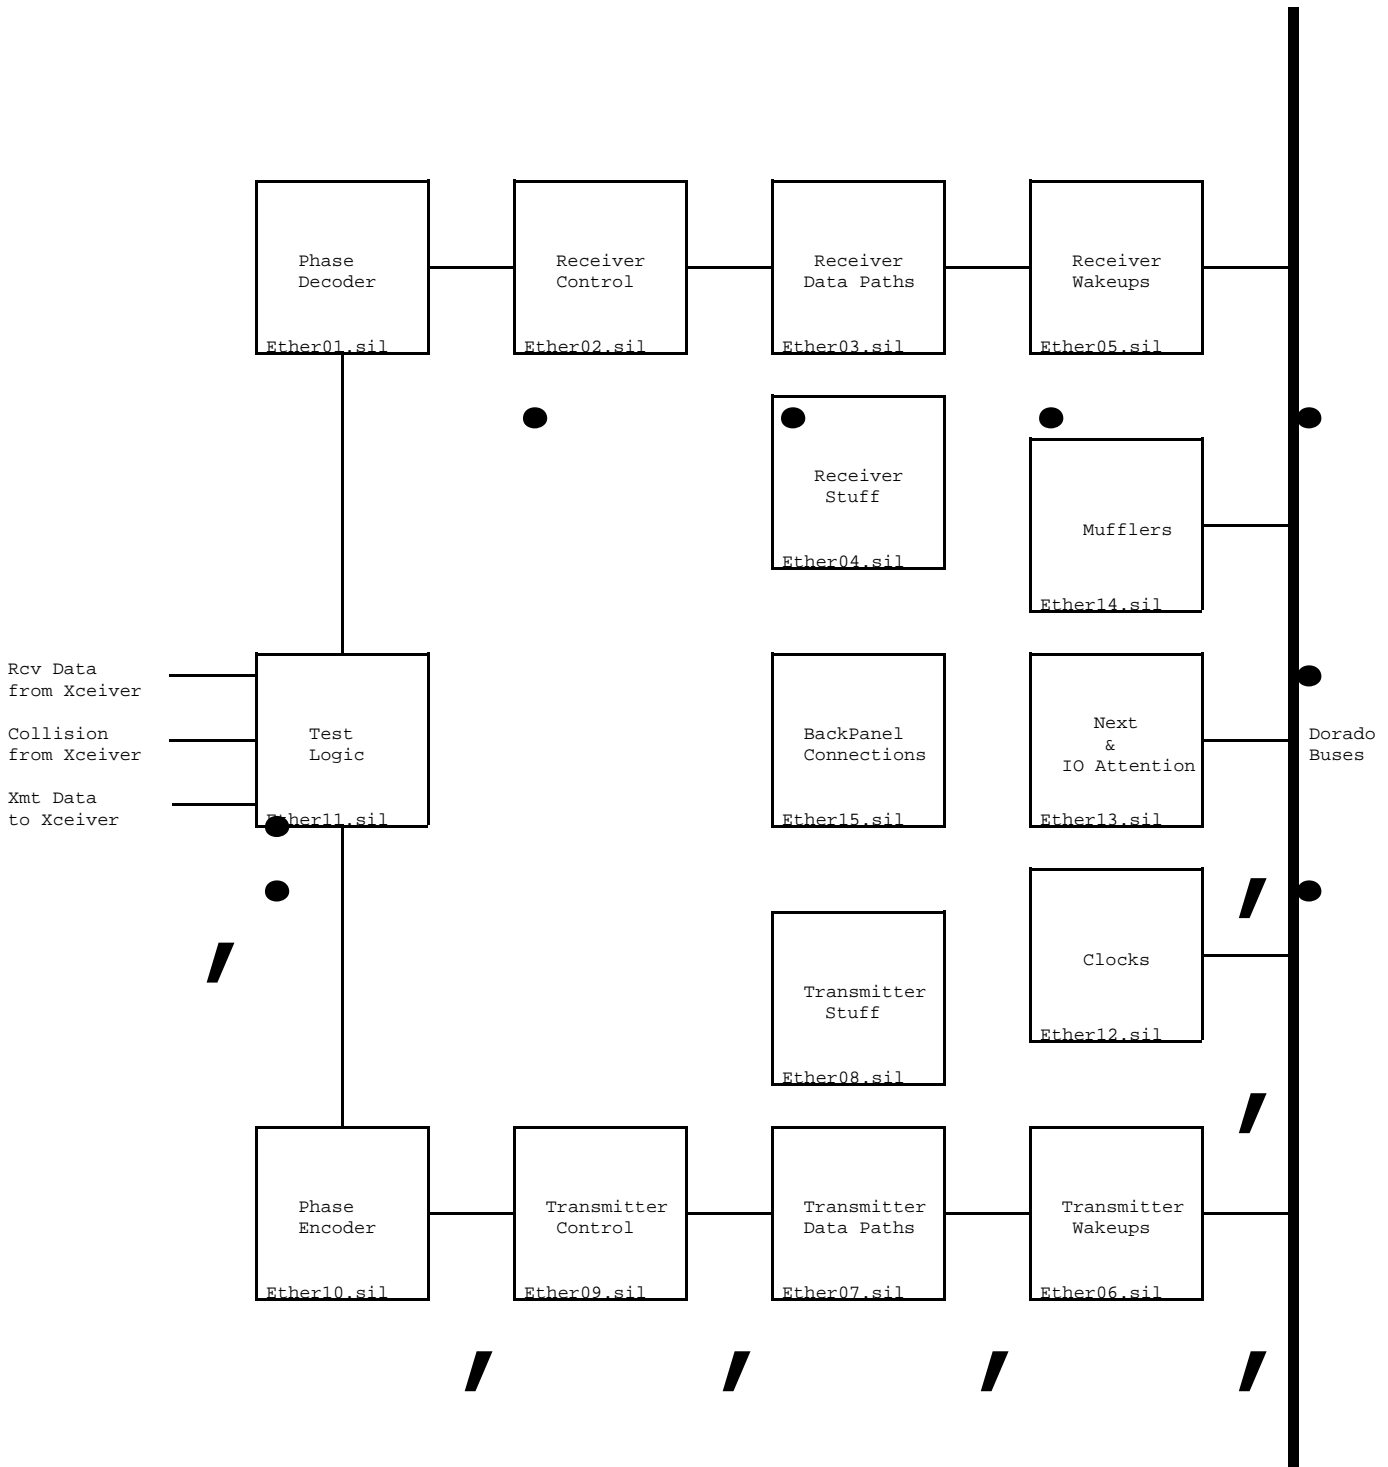 Phase
Decoder
Ether01.sil
Receiver
Control
Ether02.sil
Receiver
Data Paths
Ether03.sil
Receiver
Wakeups
Ether05.sil
Receiver
Stuff
Ether04.sil
Mufflers
Ether14.sil
Rcv Data
from Xceiver
Collision
from Xceiver
Xmt Data
to Xceiver
Test
Logic
Ether11.sil
BackPanel
Connections
Ether15.sil
Next
&
IO Attention
Ether13.sil
Dorado
Buses
Transmitter
Stuff
Ether08.sil
Clocks
Ether12.sil
Phase
Encoder
Ether10.sil
Transmitter
Control
Ether09.sil
Transmitter
Data Paths
Ether07.sil
Transmitter
Wakeups
Ether06.sil